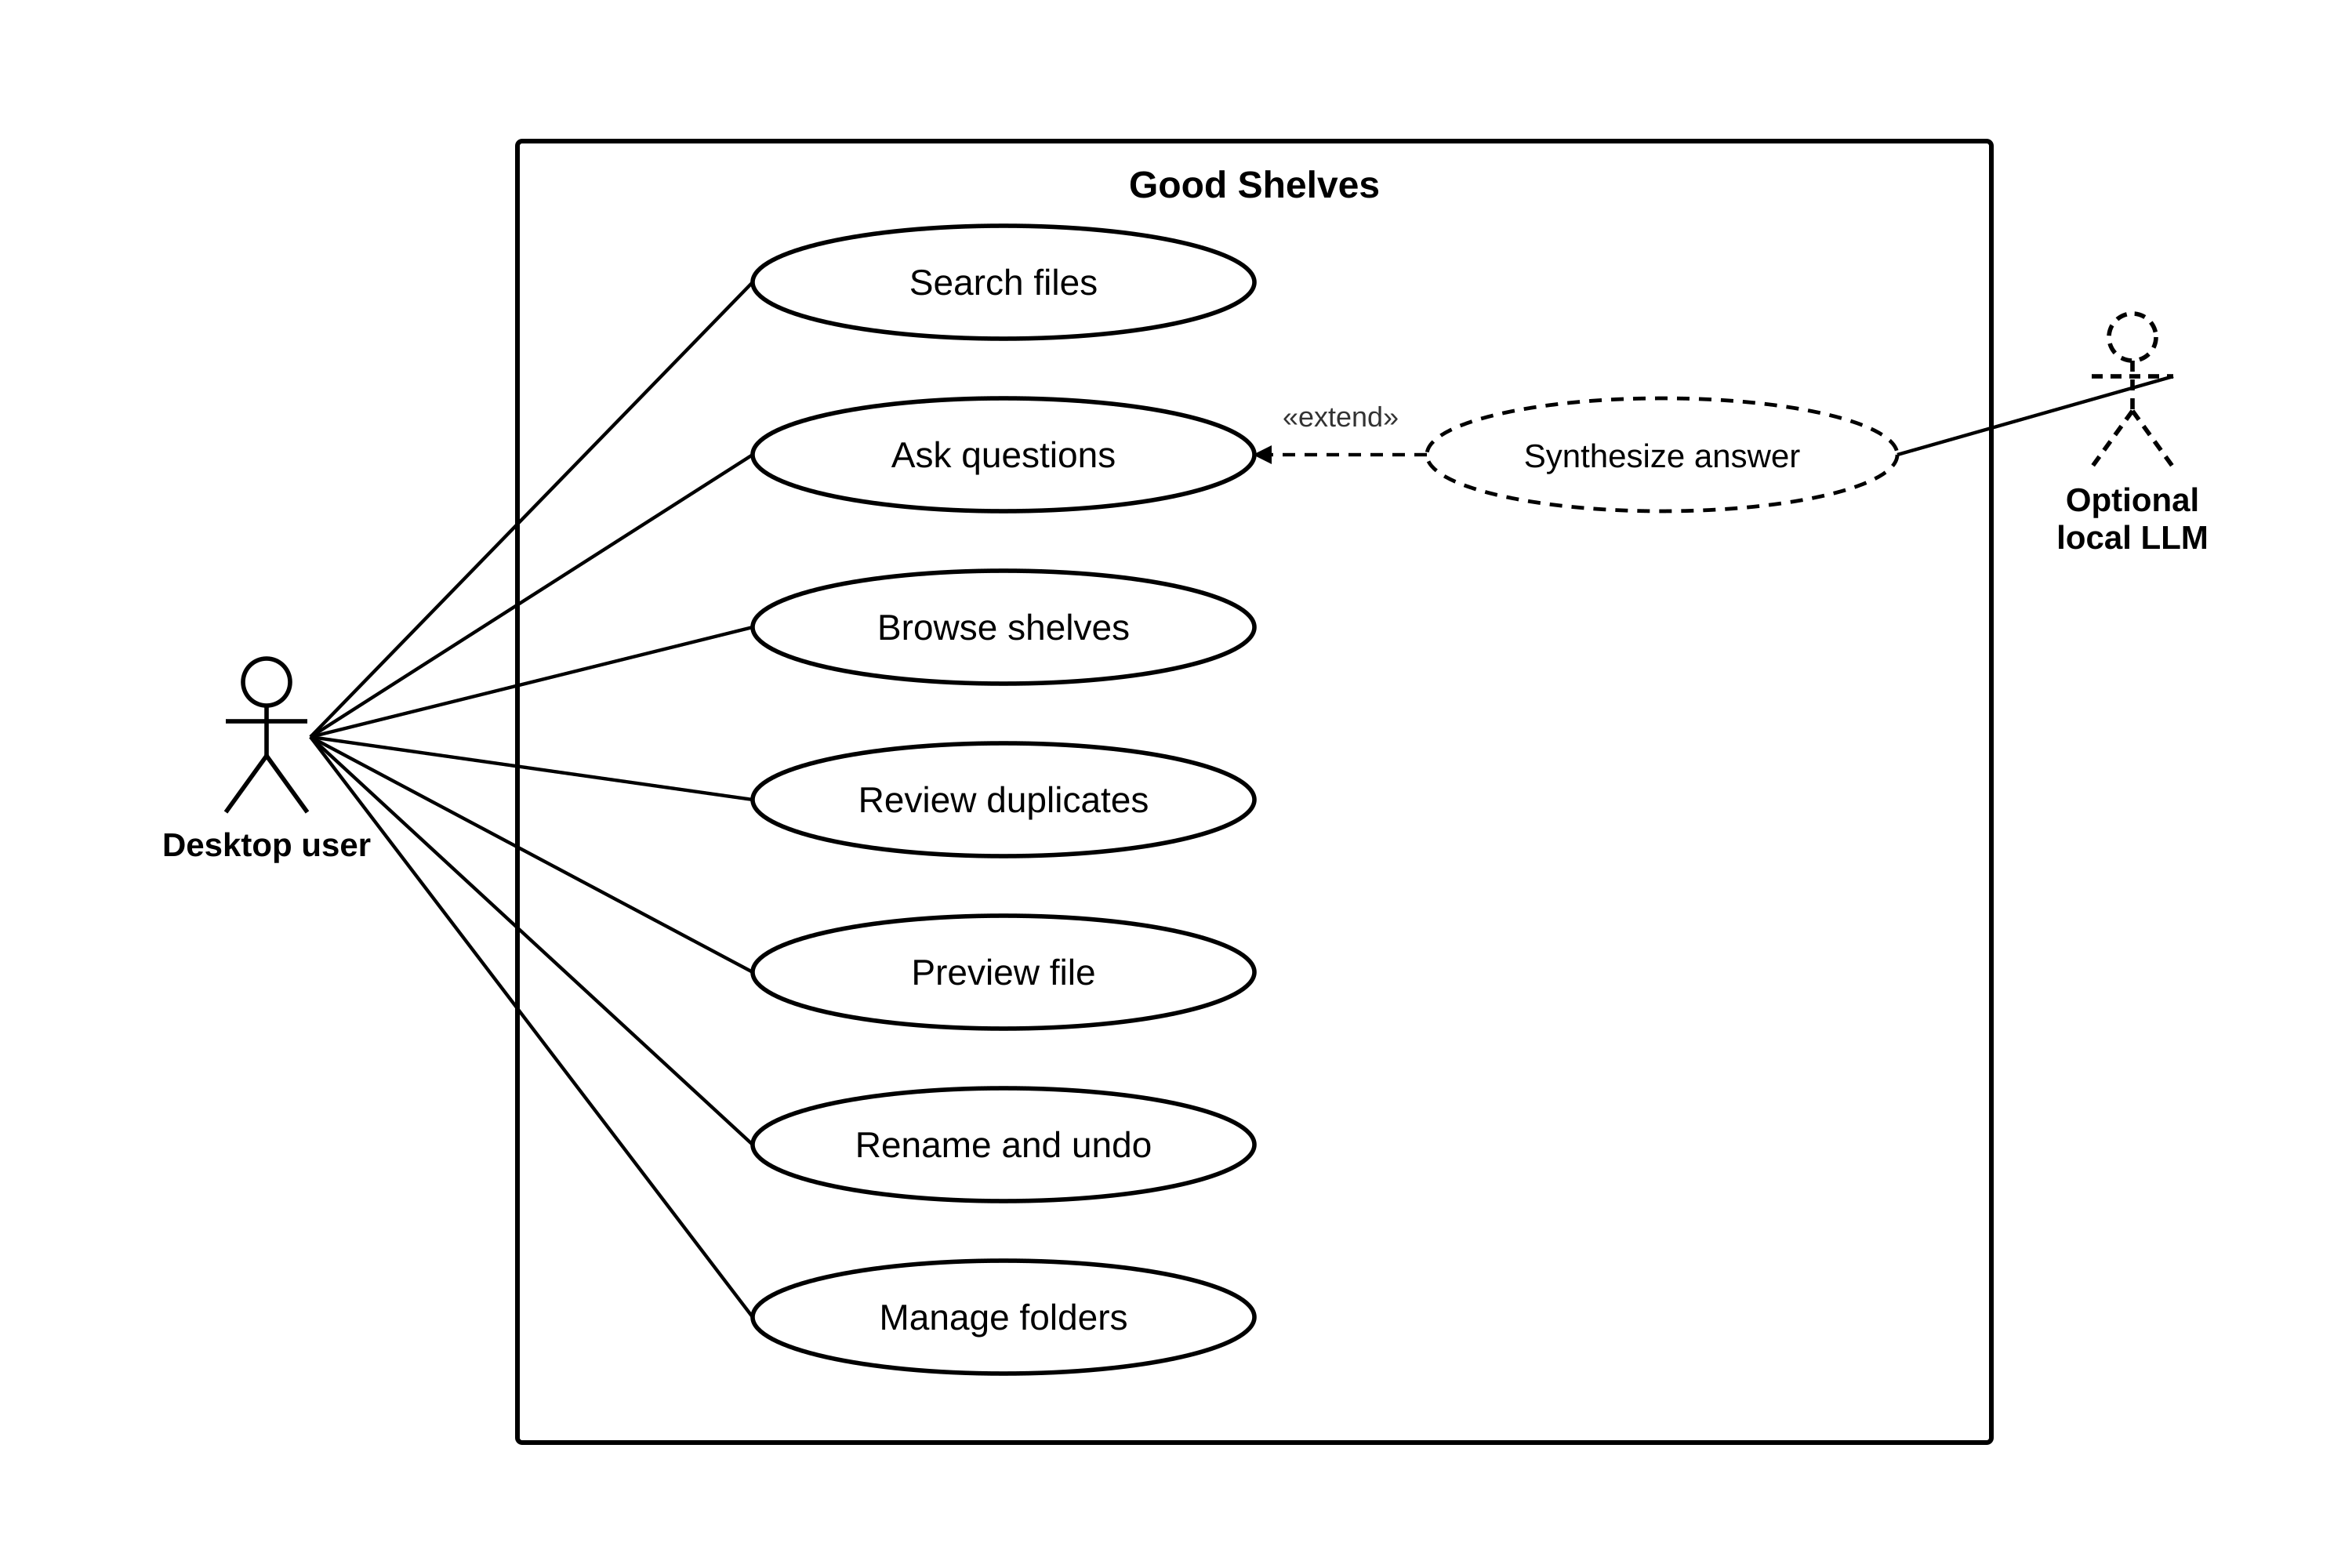 Good Shelves
Search files
Ask questions
«extend»
Synthesize answer
Optional
local LLM
Browse shelves
Review duplicates
Desktop user
Preview file
Rename and undo
Manage folders